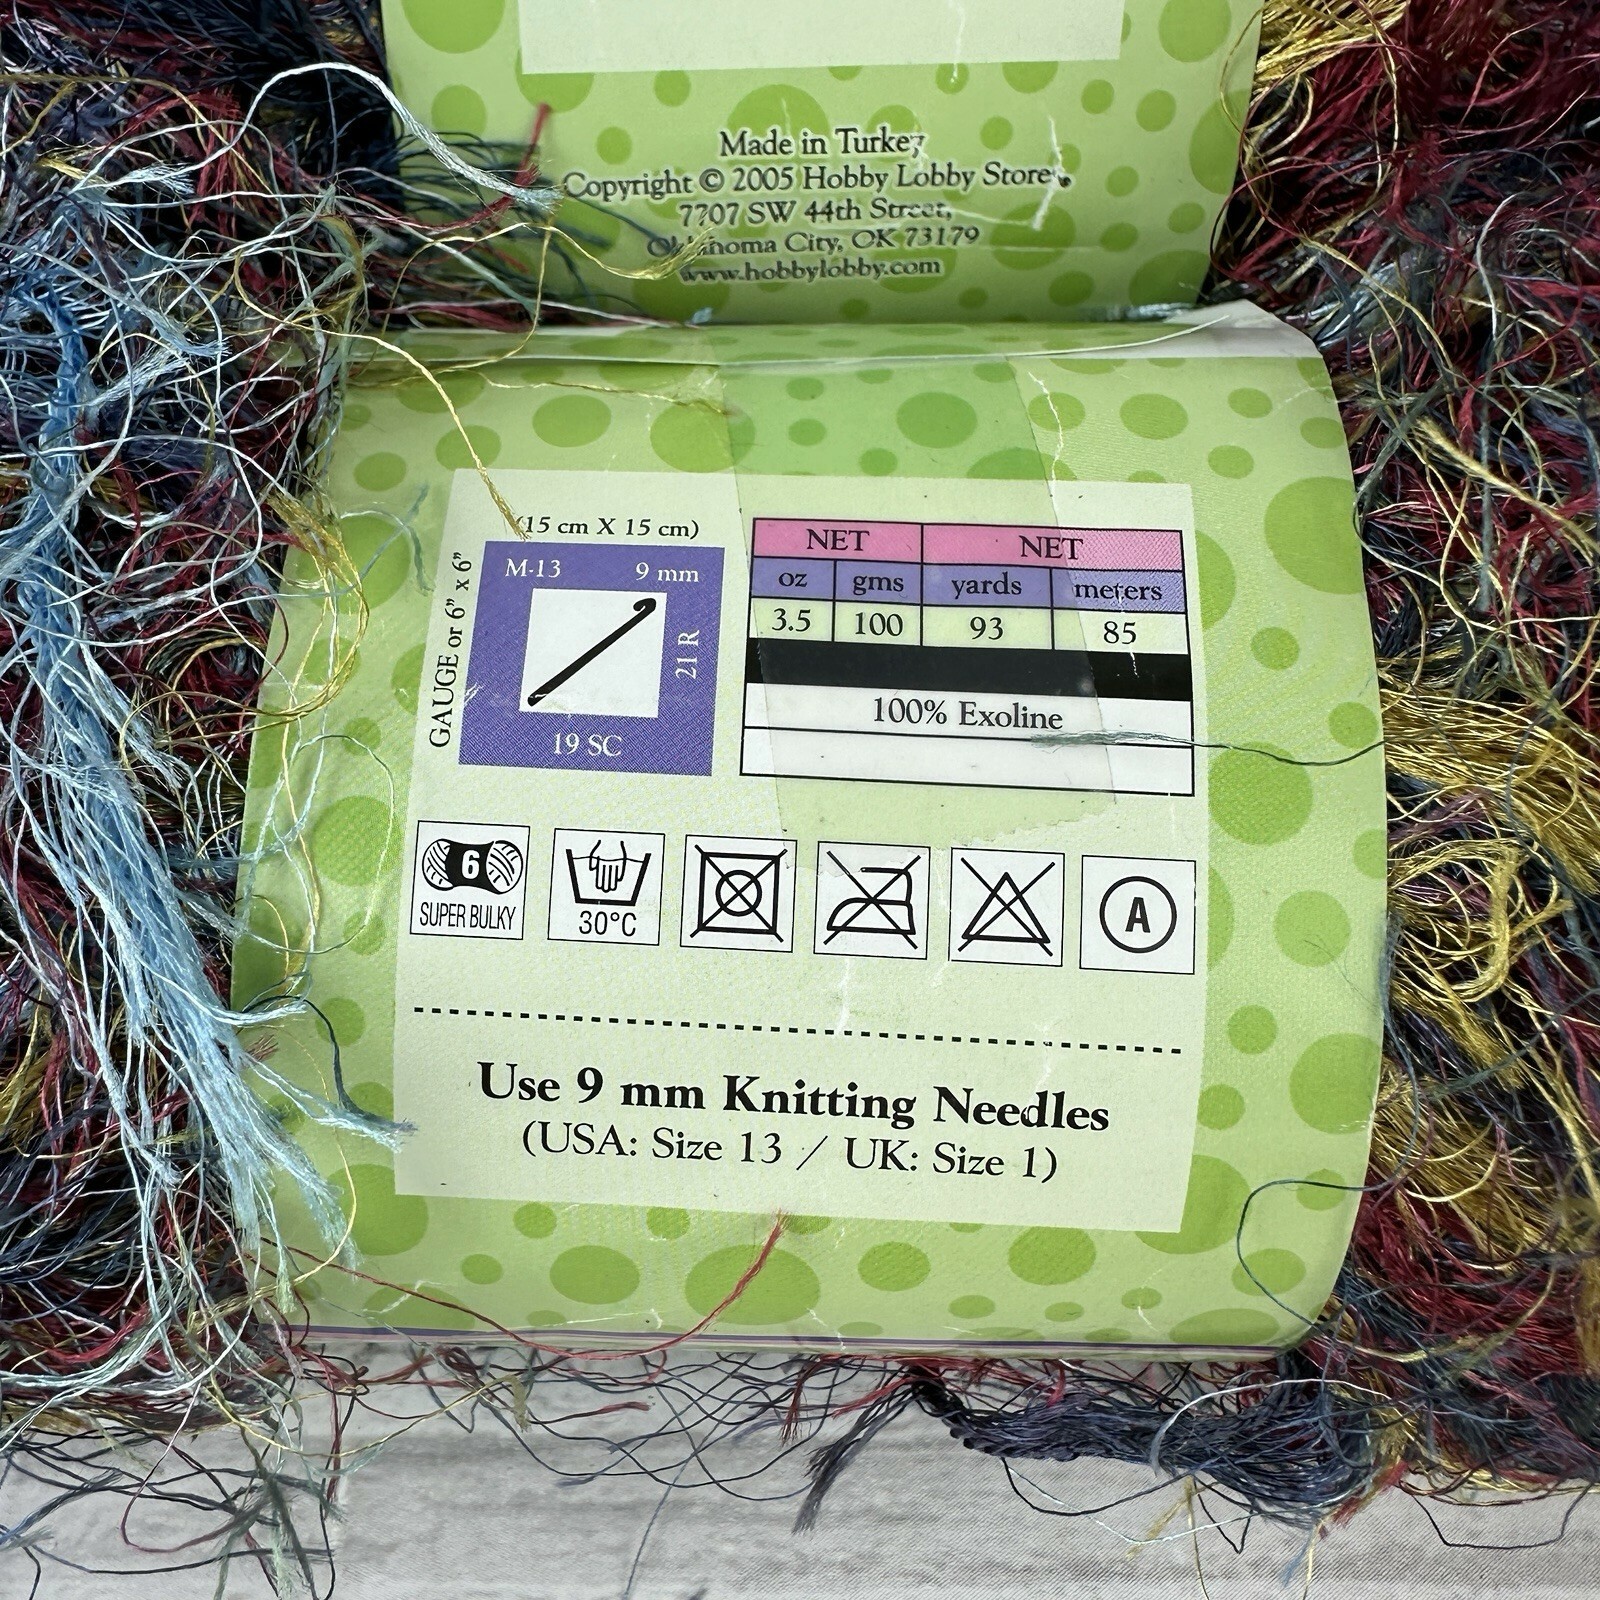 Made in Turkey
Copyright © 2005 Hobby Lobby Stores,
7707 SW 44th Street,
Oklahoma City, OK 73179
www.hobbylobby.com
(15 cm X 15 cm)
GAUGE or 6" x 6"
M-13 9 mm
21 R
19 SC
NET NET
oz gms yards meters
3.5 100 93 85
100% Exoline
6
SUPER BULKY
30°C
A
Use 9 mm Knitting Needles
(USA: Size 13 / UK: Size 1)